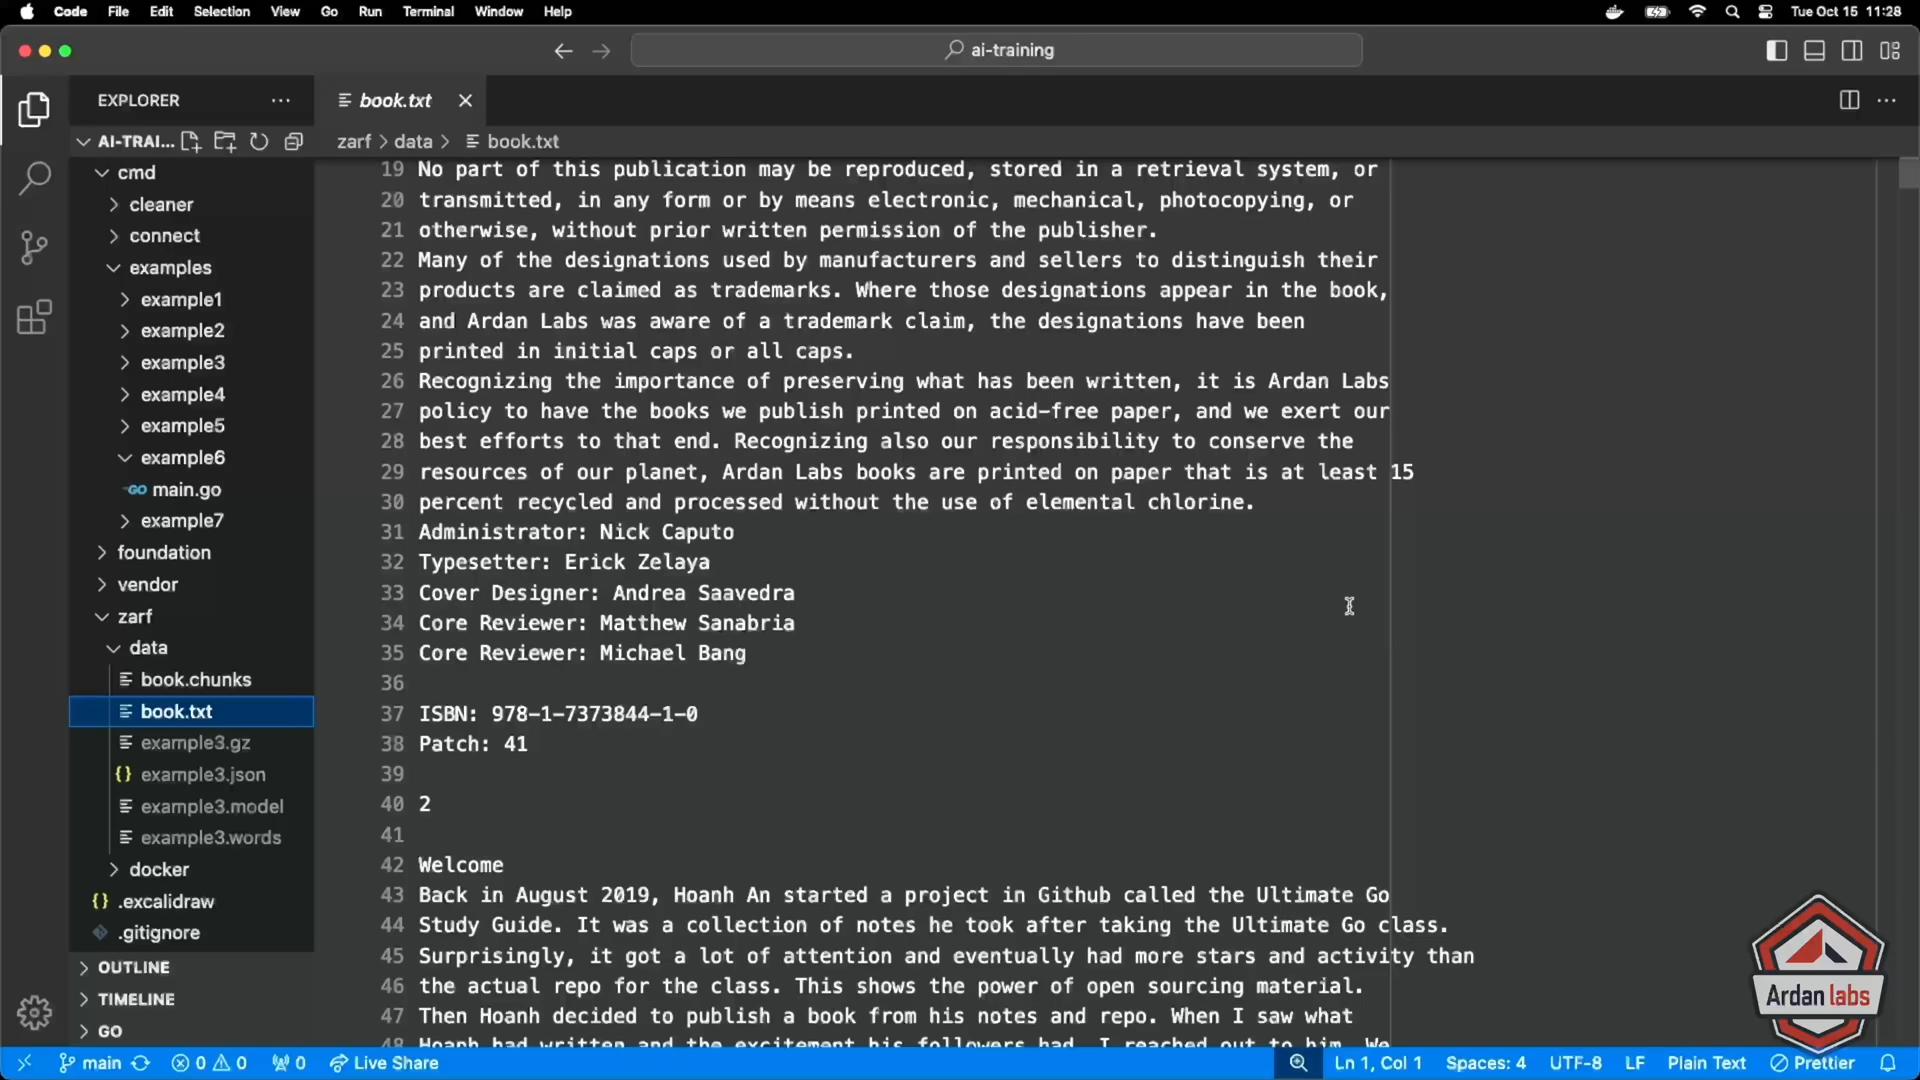 Code File Edit Selection View Go Run Terminal Window Help Tue Oct 15 11:28
ai-training
EXPLORER
book.txt
AI-TRAI...
zarf > data > book.txt
cmd
cleaner
connect
examples
example1
example2
example3
example4
example5
example6
main.go
example7
foundation
vendor
zarf
data
book.chunks
book.txt
example3.gz
example3.json
example3.model
example3.words
docker
.excalidraw
.gitignore
OUTLINE
TIMELINE
GO
19 No part of this publication may be reproduced, stored in a retrieval system, or
20 transmitted, in any form or by means electronic, mechanical, photocopying, or
21 otherwise, without prior written permission of the publisher.
22 Many of the designations used by manufacturers and sellers to distinguish their
23 products are claimed as trademarks. Where those designations appear in the book,
24 and Ardan Labs was aware of a trademark claim, the designations have been
25 printed in initial caps or all caps.
26 Recognizing the importance of preserving what has been written, it is Ardan Labs
27 policy to have the books we publish printed on acid-free paper, and we exert our
28 best efforts to that end. Recognizing also our responsibility to conserve the
29 resources of our planet, Ardan Labs books are printed on paper that is at least 15
30 percent recycled and processed without the use of elemental chlorine.
31 Administrator: Nick Caputo
32 Typesetter: Erick Zelaya
33 Cover Designer: Andrea Saavedra
34 Core Reviewer: Matthew Sanabria
35 Core Reviewer: Michael Bang
36
37 ISBN: 978-1-7373844-1-0
38 Patch: 41
39
40 2
41
42 Welcome
43 Back in August 2019, Hoanh An started a project in Github called the Ultimate Go
44 Study Guide. It was a collection of notes he took after taking the Ultimate Go class.
45 Surprisingly, it got a lot of attention and eventually had more stars and activity than
46 the actual repo for the class. This shows the power of open sourcing material.
47 Then Hoanh decided to publish a book from his notes and repo. When I saw what
48 Hoanh had written and the excitement his followers had, I reached out to him. We
Ardan labs
main 0 0 0 Live Share Ln 1, Col 1 Spaces: 4 UTF-8 LF Plain Text Prettier